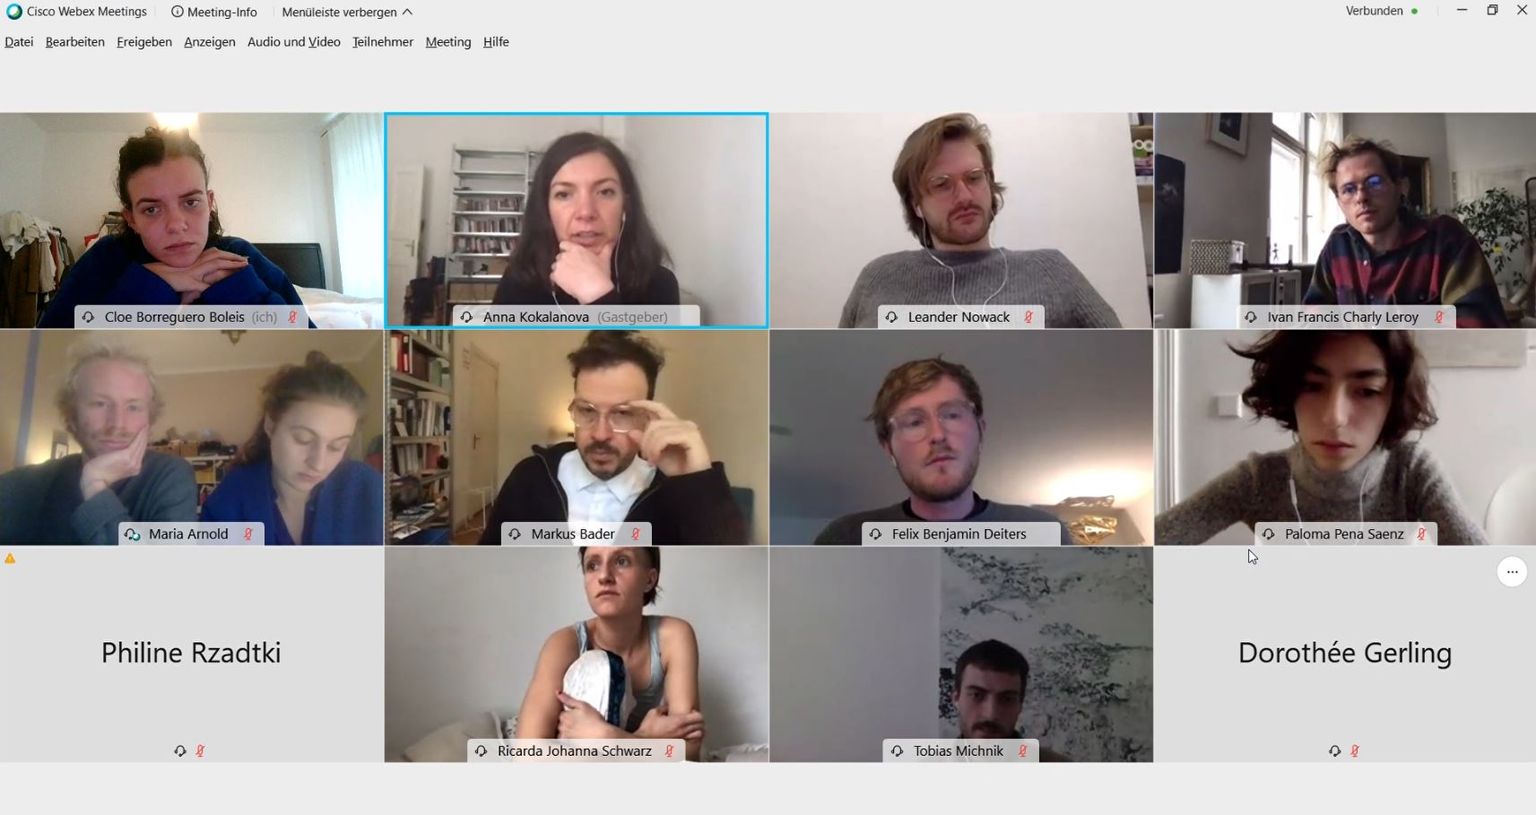 Cisco Webex Meetings Meeting-Info Menüleiste verbergen Verbunden
Datei Bearbeiten Freigeben Anzeigen Audio und Video Teilnehmer Meeting Hilfe
Cloe Borreguero Boleis (ich)
Anna Kokalanova (Gastgeber)
Leander Nowack
Ivan Francis Charly Leroy
Maria Arnold
Markus Bader
Felix Benjamin Deiters
Paloma Pena Saenz
Philine Rzadtki
Ricarda Johanna Schwarz
Tobias Michnik
Dorothée Gerling